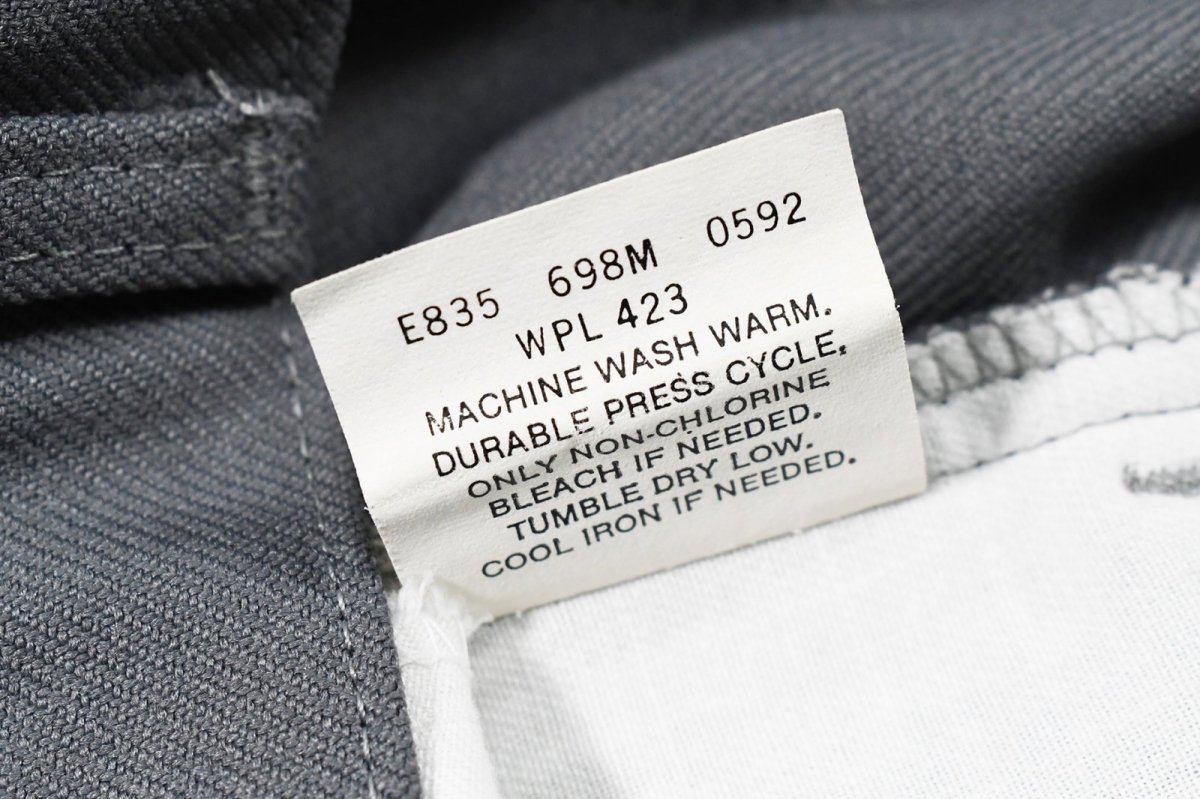 E835 698M 0592
WPL 423
MACHINE WASH WARM.
DURABLE PRESS CYCLE,
ONLY NON-CHLORINE
BLEACH IF NEEDED.
TUMBLE DRY LOW.
COOL IRON IF NEEDED.